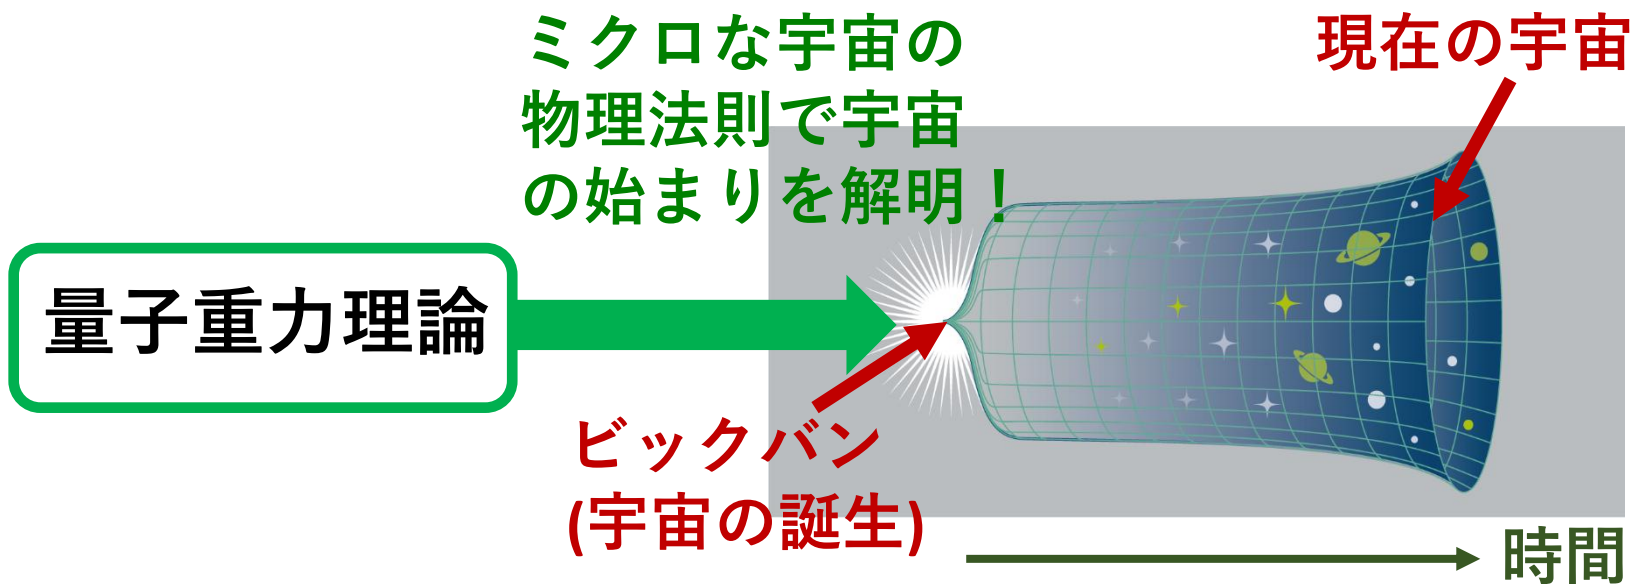 ミクロな宇宙の
物理法則で宇宙
の始まりを解明！
現在の宇宙
量子重力理論
ビックバン
(宇宙の誕生)
時間